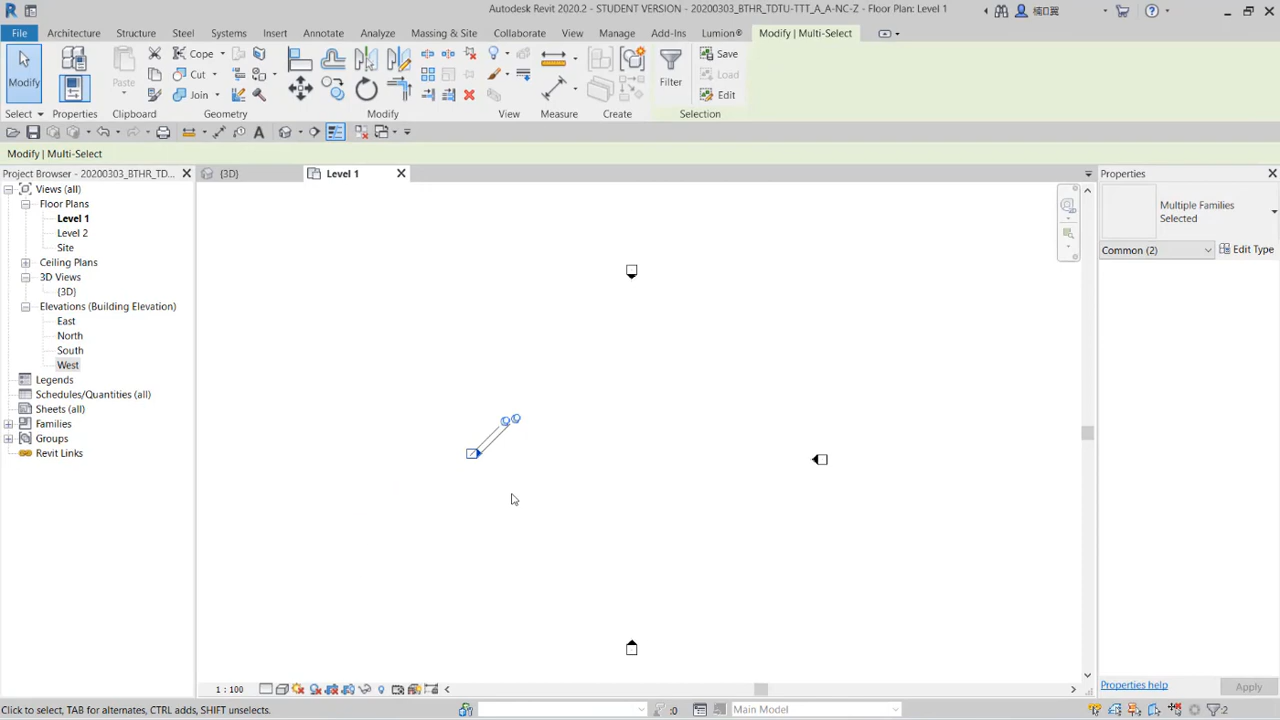 Autodesk Revit 2020.2 - STUDENT VERSION - 20200303_BTHR_TDTU-TTT_A_A-NC-Z - Floor Plan: Level 1
File Architecture Structure Steel Systems Insert Annotate Analyze Massing & Site Collaborate View Manage Add-Ins Lumion® Modify | Multi-Select
Modify Paste Cope Cut Join Filter Save Load Edit
Select Properties Clipboard Geometry Modify View Measure Create Selection
Modify | Multi-Select
Project Browser - 20200303_BTHR_TD...
{3D}
Level 1
Properties
Views (all)
Floor Plans
Level 1
Level 2
Site
Ceiling Plans
3D Views
{3D}
Elevations (Building Elevation)
East
North
South
West
Legends
Schedules/Quantities (all)
Sheets (all)
Families
Groups
Revit Links
Multiple Families
Selected
Common (2)
Edit Type
1 : 100
Properties help
Apply
Click to select, TAB for alternates, CTRL adds, SHIFT unselects.
:0
Main Model
:2